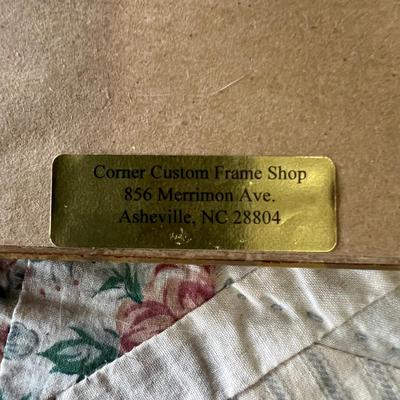 Corner Custom Frame Shop
856 Merrimon Ave.
Asheville, NC 28804